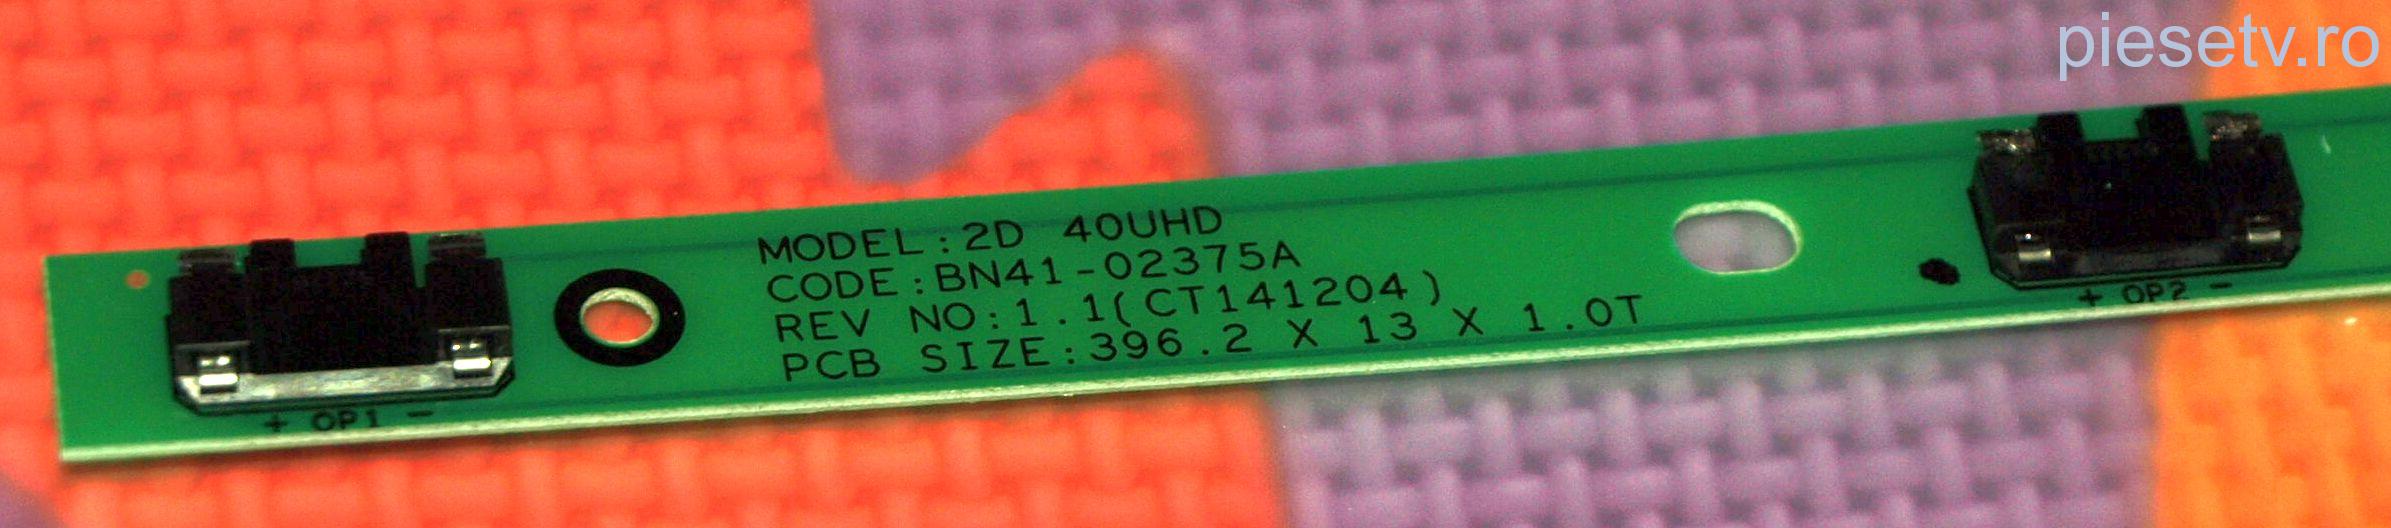 piesetv.ro
MODEL:2D 40UHD
CODE:BN41-02375A
REV NO:1.1(CT141204)
PCB SIZE:396.2 X 13 X 1.0T
+ OP1 -
+ OP2 -